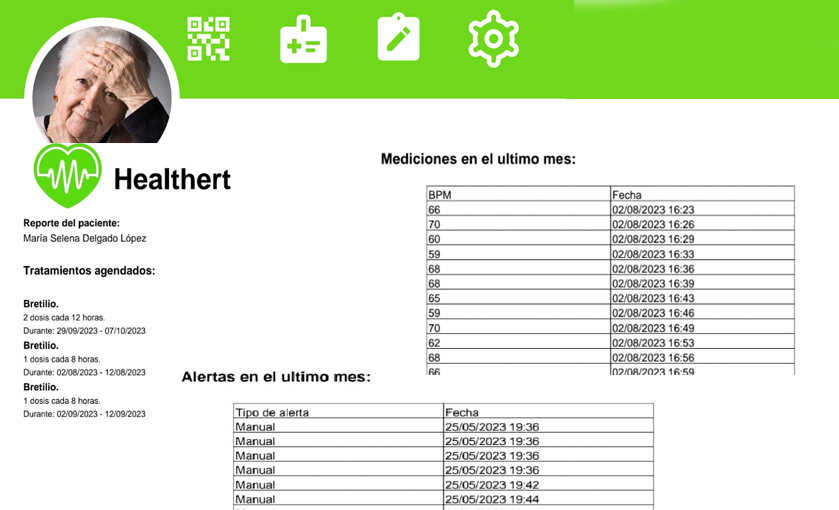 Healthert
Reporte del paciente:
María Selena Delgado López
Tratamientos agendados:
Bretilio.
2 dosis cada 12 horas.
Durante: 29/09/2023 - 07/10/2023
Bretilio.
1 dosis cada 8 horas.
Durante: 02/08/2023 - 12/08/2023
Bretilio.
1 dosis cada 8 horas.
Durante: 02/09/2023 - 12/09/2023
Mediciones en el ultimo mes:
BPM Fecha
66 02/08/2023 16:23
70 02/08/2023 16:26
60 02/08/2023 16:29
59 02/08/2023 16:33
68 02/08/2023 16:36
68 02/08/2023 16:39
65 02/08/2023 16:43
59 02/08/2023 16:46
70 02/08/2023 16:49
62 02/08/2023 16:53
68 02/08/2023 16:56
66 02/08/2023 16:59
Alertas en el ultimo mes:
Tipo de alerta Fecha
Manual 25/05/2023 19:36
Manual 25/05/2023 19:36
Manual 25/05/2023 19:36
Manual 25/05/2023 19:36
Manual 25/05/2023 19:42
Manual 25/05/2023 19:44